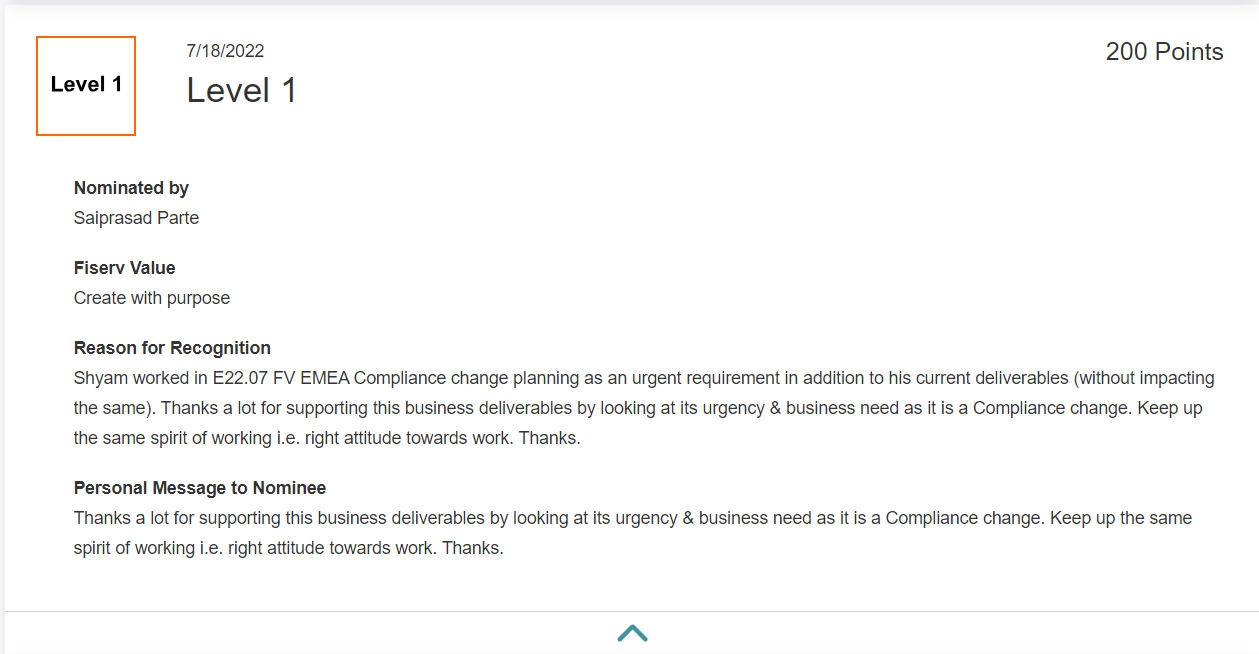 Level 1
7/18/2022
Level 1
200 Points
Nominated by
Saiprasad Parte
Fiserv Value
Create with purpose
Reason for Recognition
Shyam worked in E22.07 FV EMEA Compliance change planning as an urgent requirement in addition to his current deliverables (without impacting
the same). Thanks a lot for supporting this business deliverables by looking at its urgency & business need as it is a Compliance change. Keep up
the same spirit of working i.e. right attitude towards work. Thanks.
Personal Message to Nominee
Thanks a lot for supporting this business deliverables by looking at its urgency & business need as it is a Compliance change. Keep up the same
spirit of working i.e. right attitude towards work. Thanks.